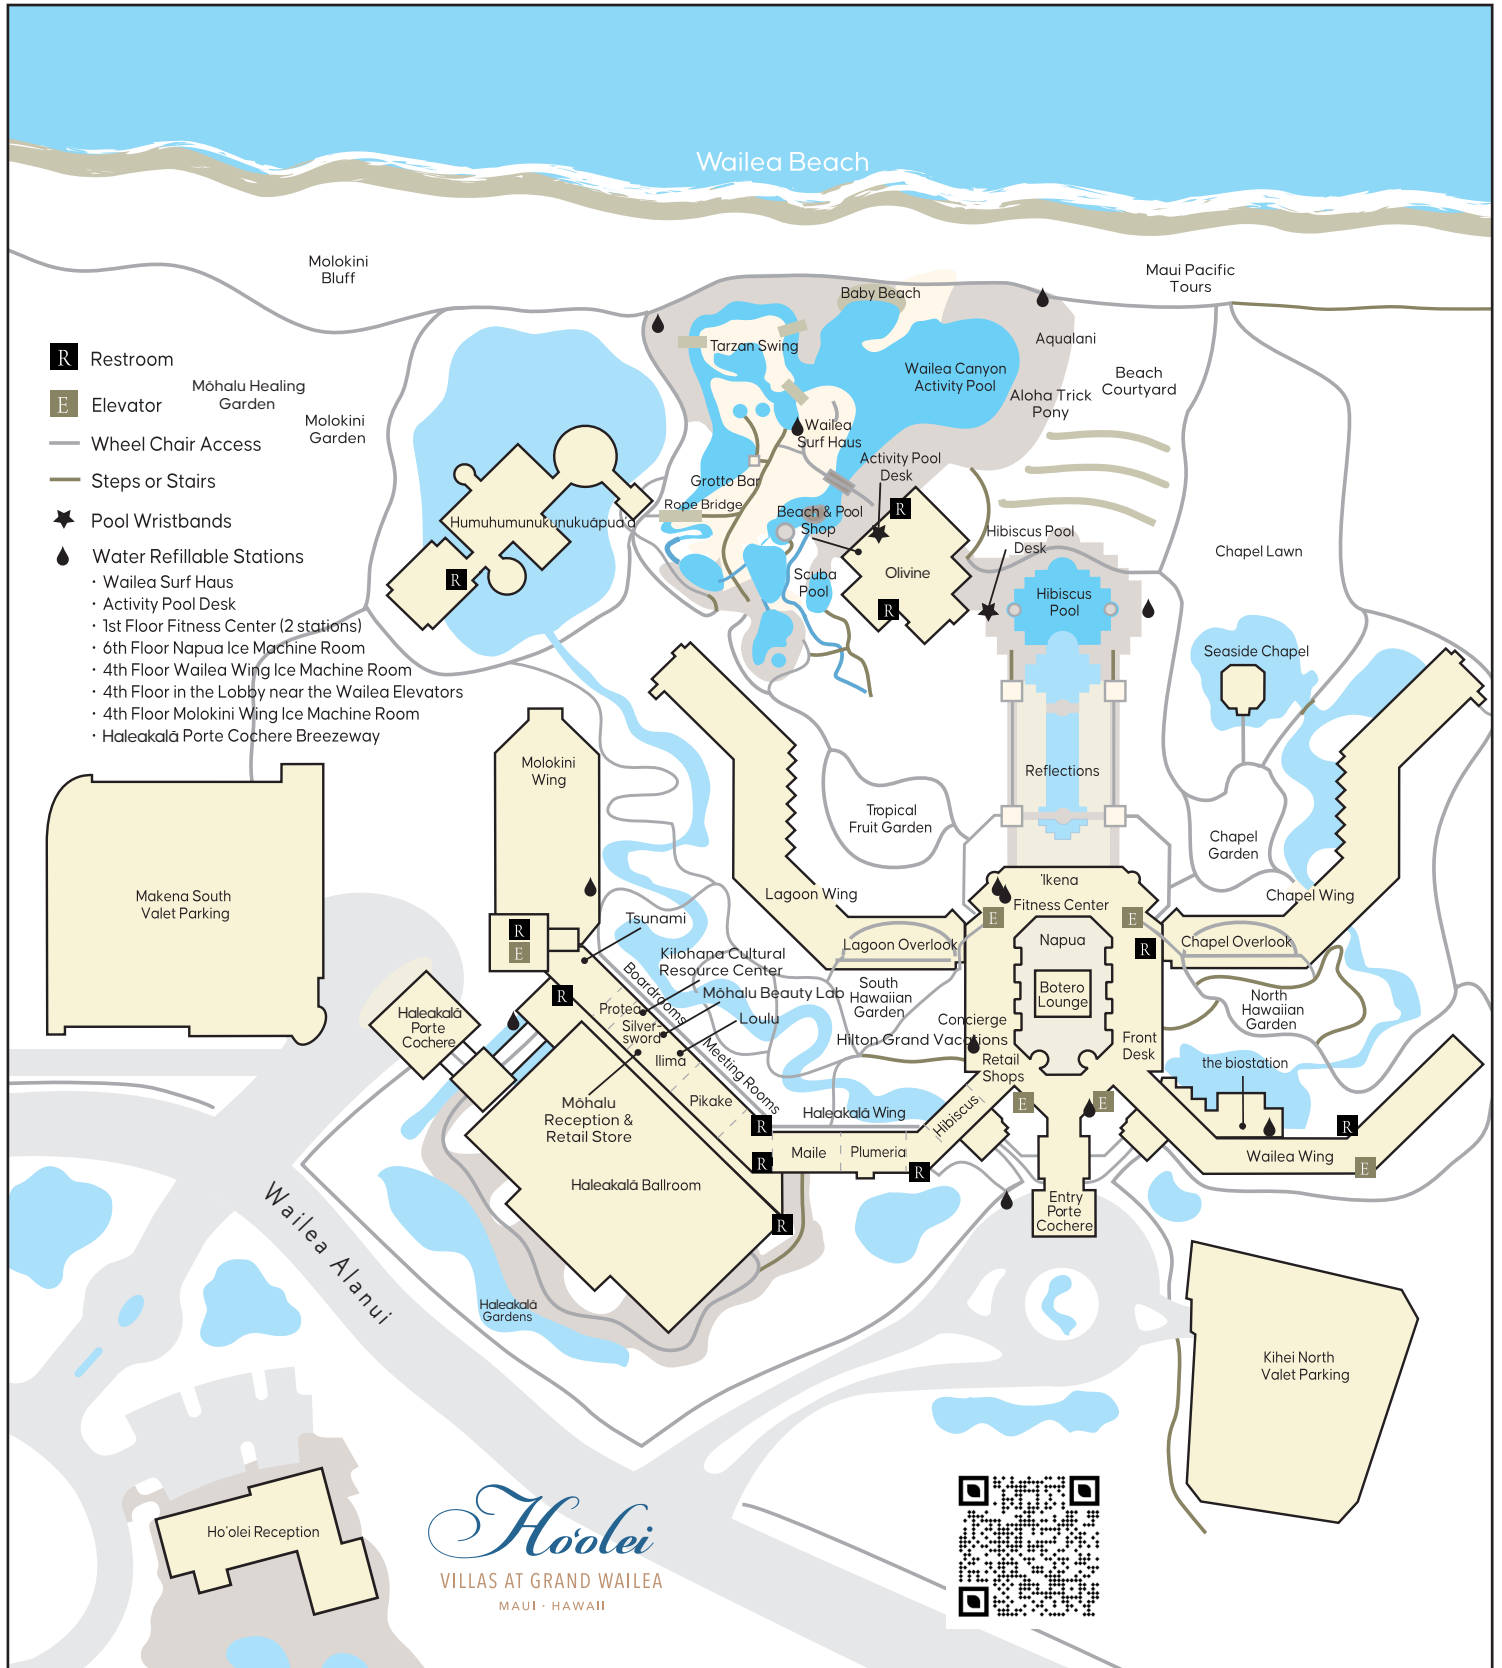 Wailea Beach
Molokini
Bluff
Maui Pacific
Tours
Baby Beach
Tarzan Swing
Aqualani
Wailea Canyon
Activity Pool
Beach
Courtyard
Aloha Trick
Pony
R Restroom
E Elevator
Wheel Chair Access
Steps or Stairs
Pool Wristbands
Water Refillable Stations
· Wailea Surf Haus
· Activity Pool Desk
· 1st Floor Fitness Center (2 stations)
· 6th Floor Napua Ice Machine Room
· 4th Floor Wailea Wing Ice Machine Room
· 4th Floor in the Lobby near the Wailea Elevators
· 4th Floor Molokini Wing Ice Machine Room
· Haleakalā Porte Cochere Breezeway
Mōhalu Healing
Garden
Molokini
Garden
Wailea
Surf Haus
Activity Pool
Desk
Grotto Bar
Rope Bridge
Beach & Pool
Shop
R
Humuhumunukunukuāpuaʻa
R
Hibiscus Pool
Desk
Chapel Lawn
Scuba
Pool
Olivine
R
Hibiscus
Pool
Seaside Chapel
Molokini
Wing
Reflections
Tropical
Fruit Garden
Chapel
Garden
Makena South
Valet Parking
Lagoon Wing
ʻIkena
Fitness Center
Chapel Wing
E
E
Tsunami
R
E
Lagoon Overlook
Napua
R
Chapel Overlook
Kilohana Cultural
Resource Center
Boardrooms
Mōhalu Beauty Lab
South
Hawaiian
Garden
Botero
Lounge
North
Hawaiian
Garden
R
Haleakalā
Porte
Cochere
Protea
Silver-
sword
Loulu
Concierge
Hilton Grand Vacations
Front
Desk
Ilima
Meeting Rooms
Retail
Shops
the biostation
Pikake
Mōhalu
Reception &
Retail Store
Haleakalā Wing
Hibiscus
E
E
R
R
Maile
Plumeria
R
R
Wailea Wing
E
Haleakalā Ballroom
R
Entry
Porte
Cochere
Wailea Alanui
Haleakalā
Gardens
Kihei North
Valet Parking
Ho'olei Reception
Ho'olei
VILLAS AT GRAND WAILEA
MAUI · HAWAII